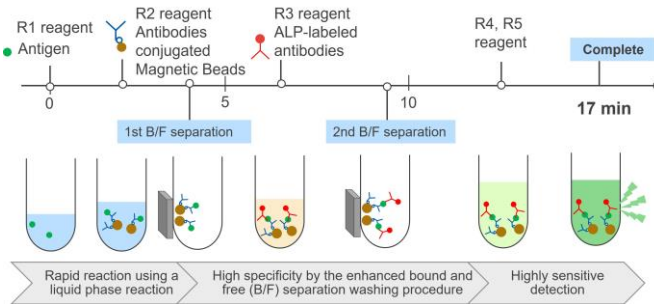 R1 reagent
Antigen
R2 reagent
Antibodies
conjugated
Magnetic Beads
R3 reagent
ALP-labeled
antibodies
R4, R5
reagent
Complete
0
5
10
17 min
1st B/F separation
2nd B/F separation
Rapid reaction using a
liquid phase reaction
High specificity by the enhanced bound and
free (B/F) separation washing procedure
Highly sensitive
detection